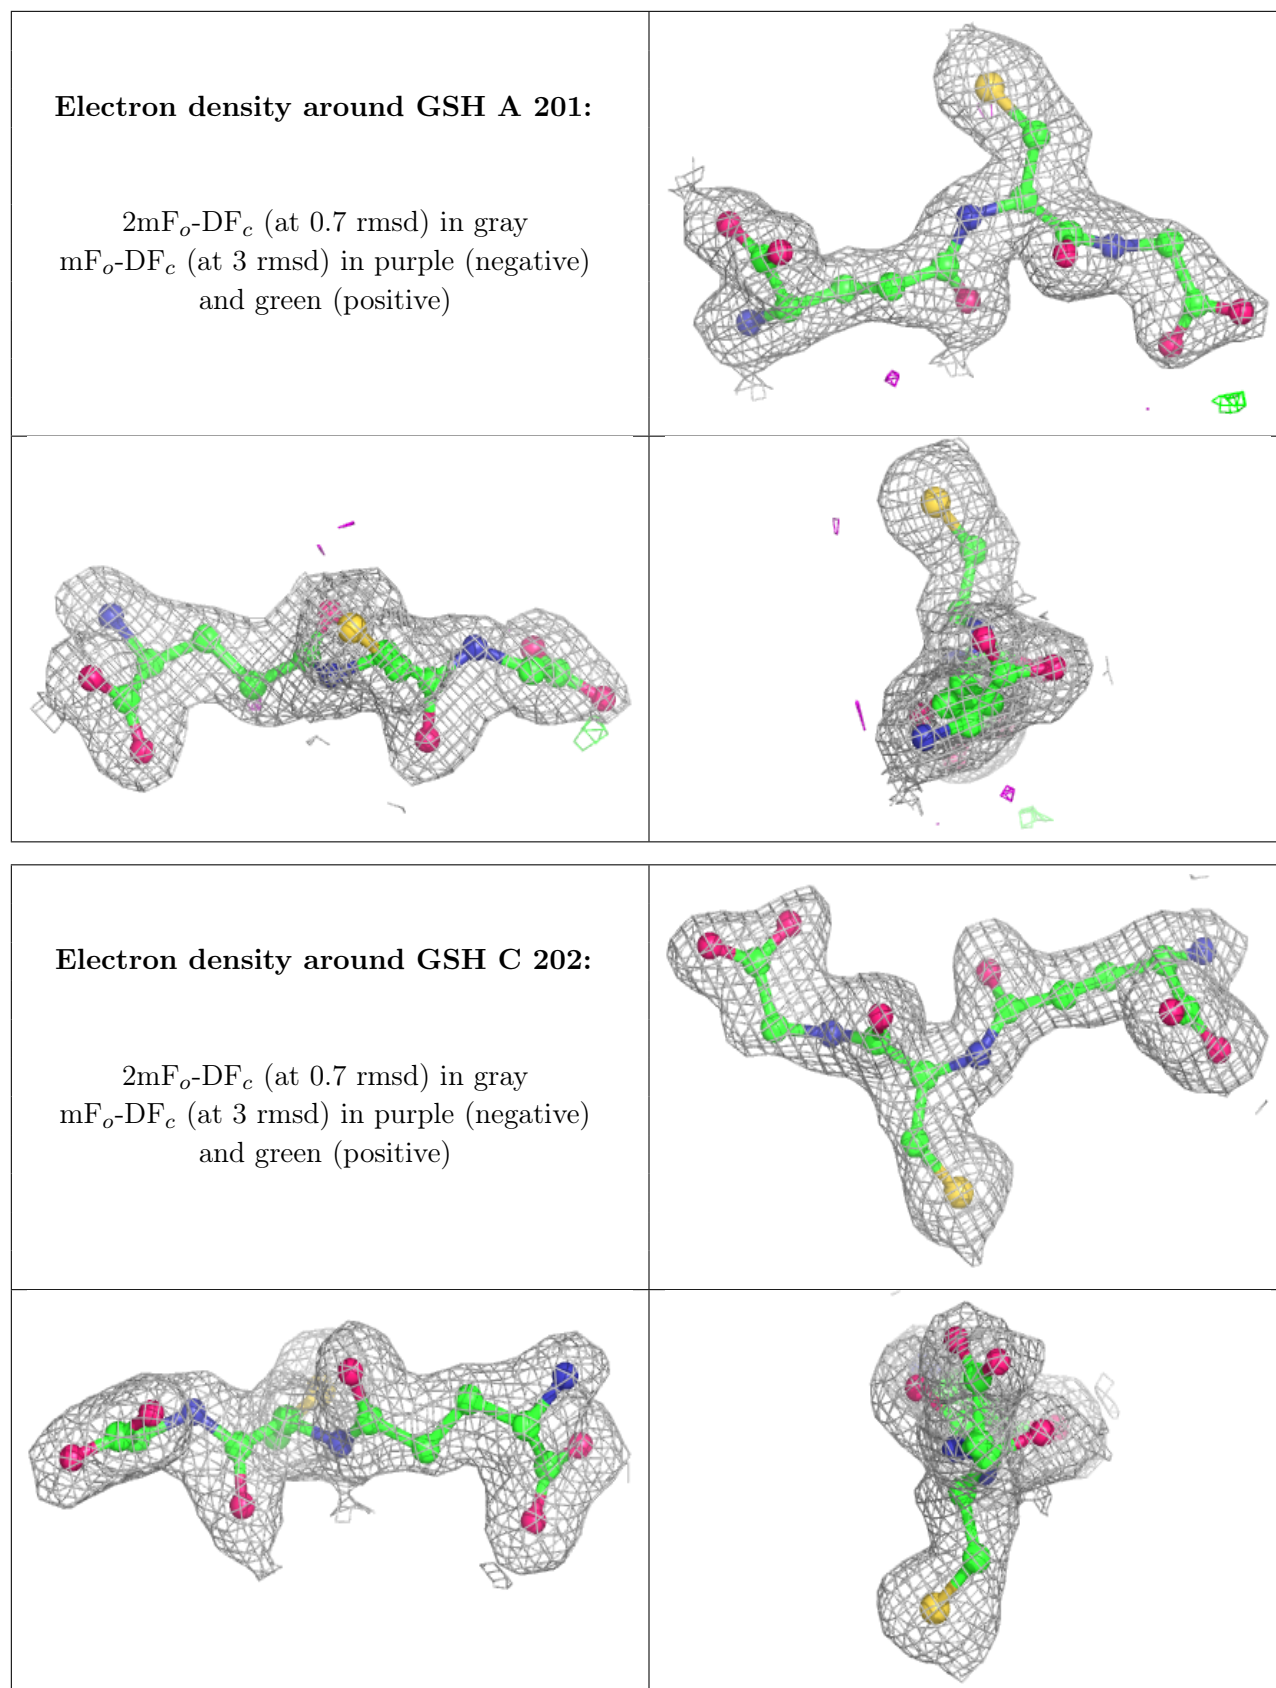 Electron density around GSH A 201:
2mFₒ-DF𝒸 (at 0.7 rmsd) in gray
mFₒ-DF𝒸 (at 3 rmsd) in purple (negative)
and green (positive)
Electron density around GSH C 202:
2mFₒ-DF𝒸 (at 0.7 rmsd) in gray
mFₒ-DF𝒸 (at 3 rmsd) in purple (negative)
and green (positive)